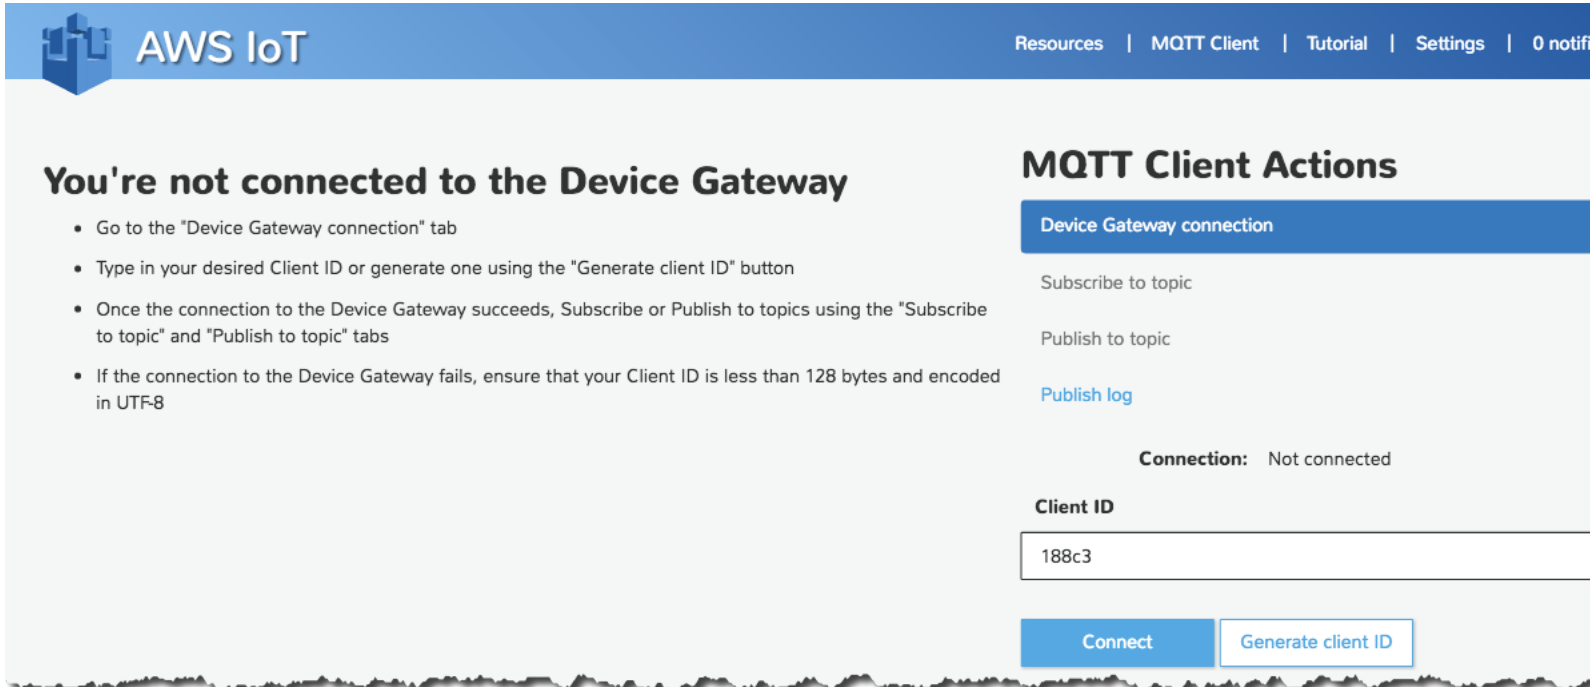 AWS IoT
Resources | MQTT Client | Tutorial | Settings | 0 notifi
You're not connected to the Device Gateway
• Go to the "Device Gateway connection" tab
• Type in your desired Client ID or generate one using the "Generate client ID" button
• Once the connection to the Device Gateway succeeds, Subscribe or Publish to topics using the "Subscribe
to topic" and "Publish to topic" tabs
• If the connection to the Device Gateway fails, ensure that your Client ID is less than 128 bytes and encoded
in UTF-8
MQTT Client Actions
Device Gateway connection
Subscribe to topic
Publish to topic
Publish log
Connection: Not connected
Client ID
188c3
Connect
Generate client ID